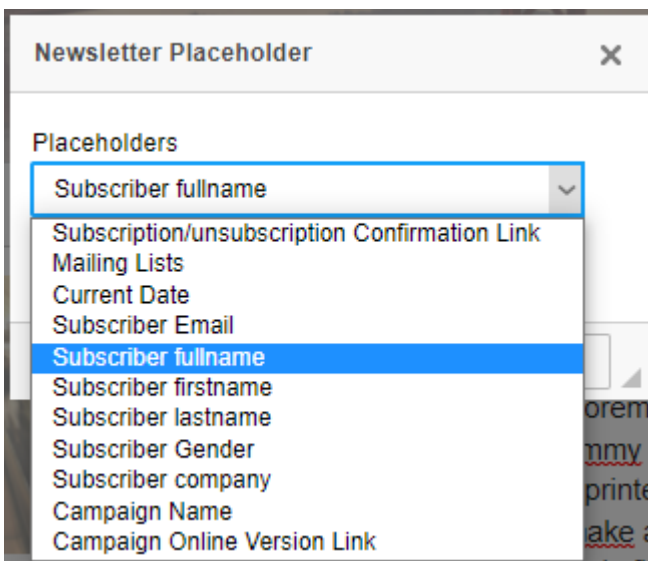 Newsletter Placeholder
Placeholders
Subscriber fullname
Subscription/unsubscription Confirmation Link
Mailing Lists
Current Date
Subscriber Email
Subscriber fullname
Subscriber firstname
Subscriber lastname
Subscriber Gender
Subscriber company
Campaign Name
Campaign Online Version Link